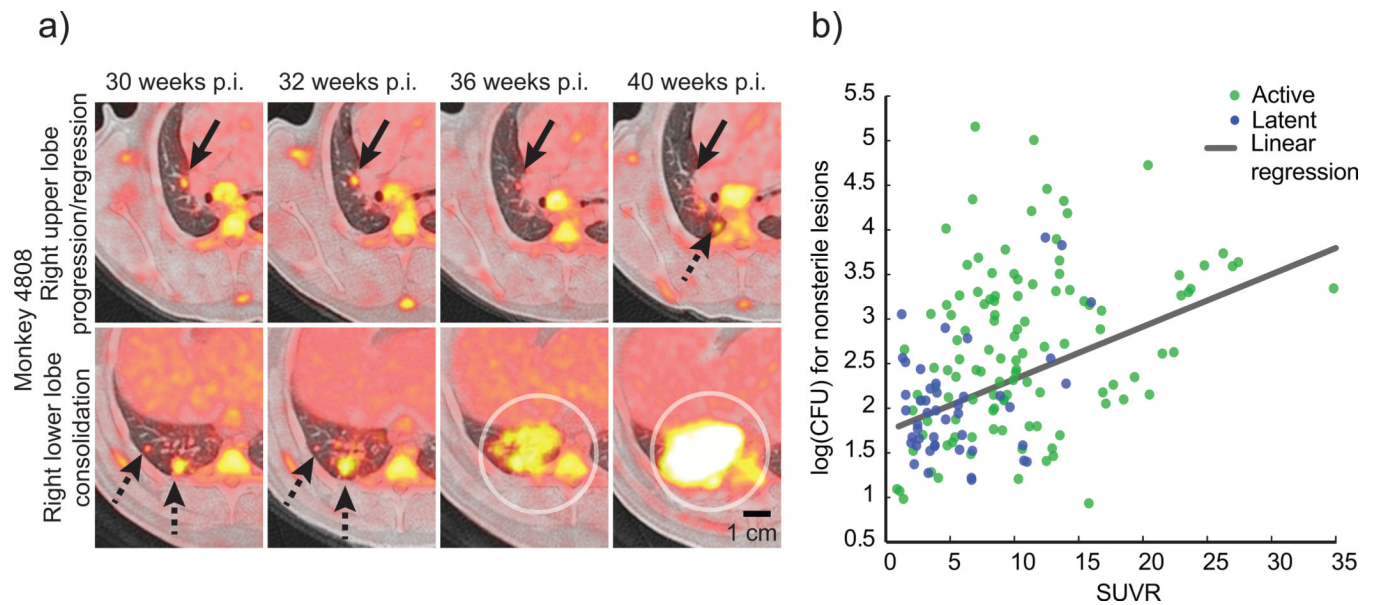 a)
30 weeks p.i.
32 weeks p.i.
36 weeks p.i.
40 weeks p.i.
Monkey 4808
Right upper lobe
progression/regression
Right lower lobe
consolidation
1 cm
b)
log(CFU) for nonsterile lesions
5.5
5
4.5
4
3.5
3
2.5
2
1.5
1
0.5
0
5
10
15
20
25
30
35
SUVR
Active
Latent
Linear
regression